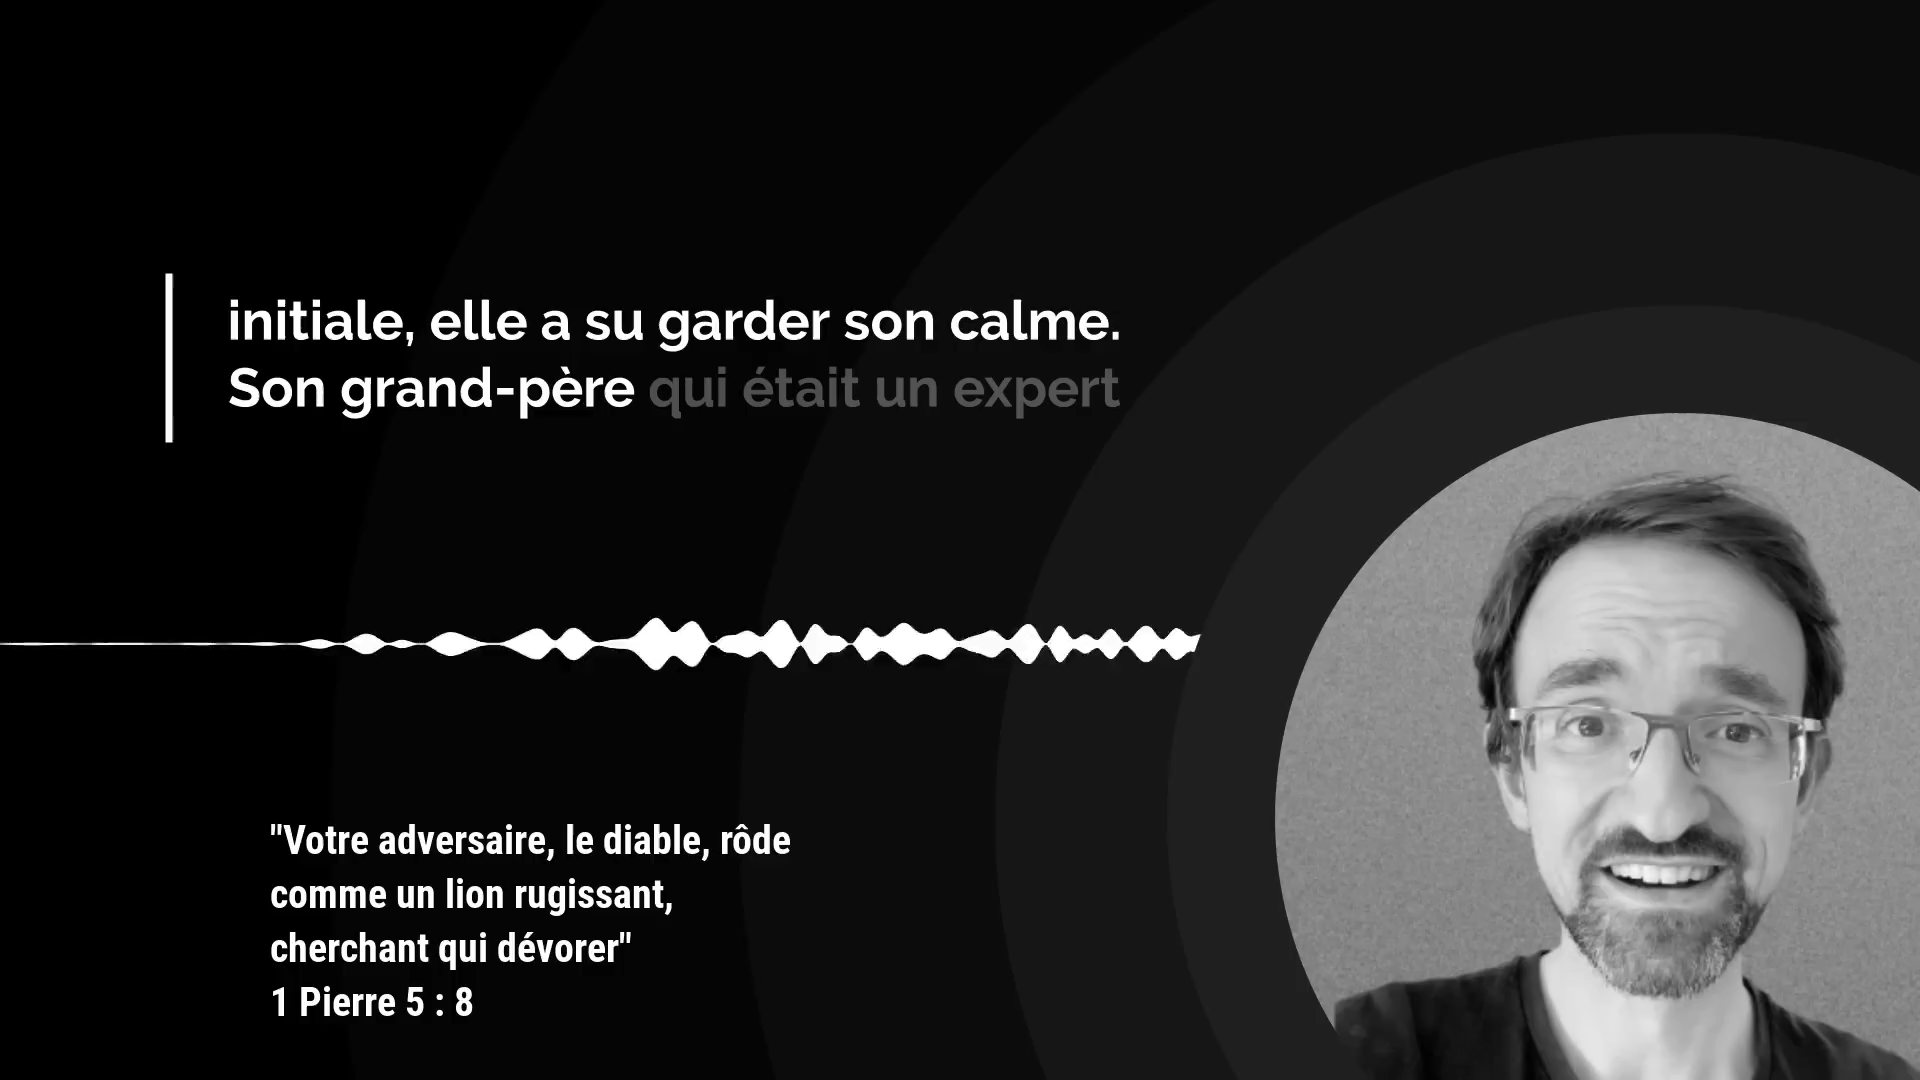 initiale, elle a su garder son calme.
Son grand-père qui était un expert
"Votre adversaire, le diable, rôde
comme un lion rugissant,
cherchant qui dévorer"
1 Pierre 5 : 8